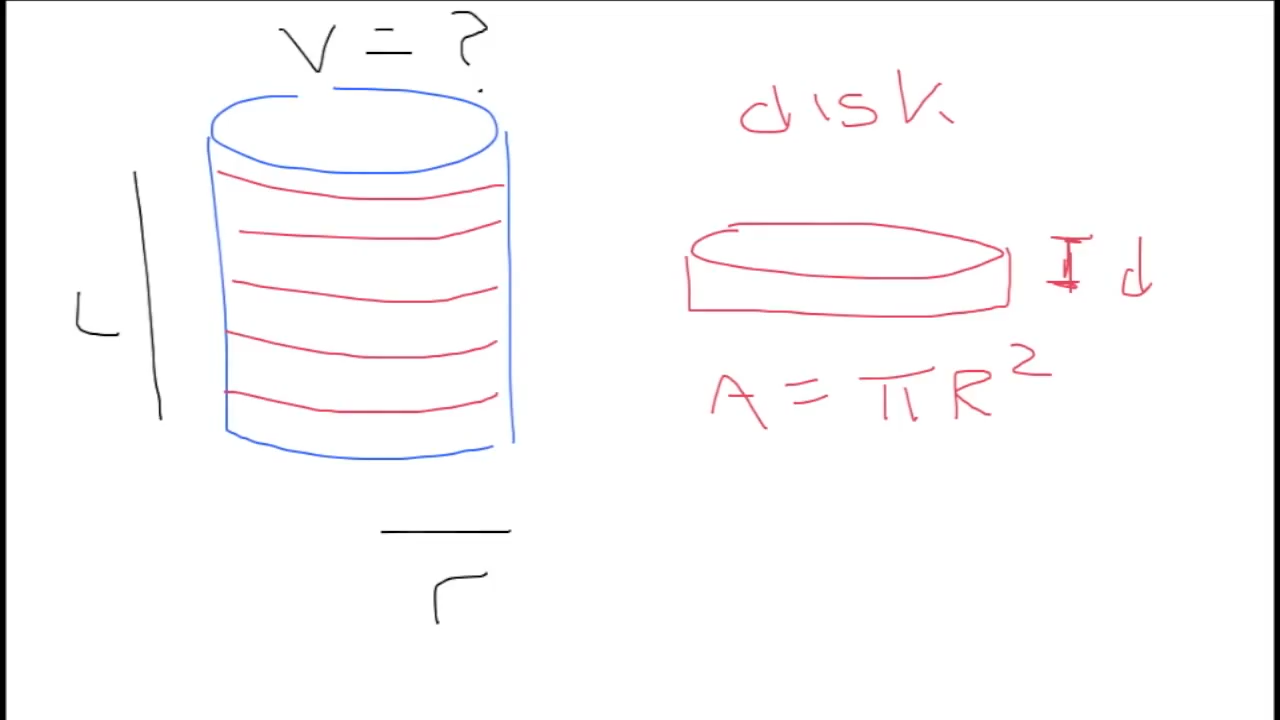 V = ?
disk
L
d
A = πR²
r